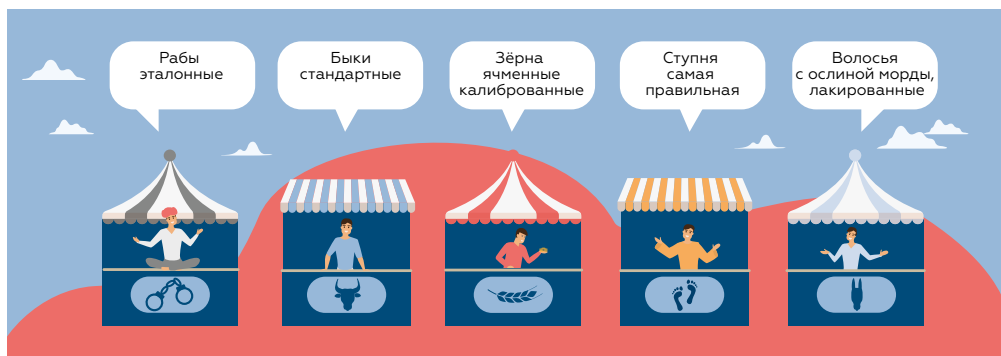 Рабы
эталонные
Быки
стандартные
Зёрна
ячменные
калиброванные
Ступня
самая
правильная
Волосья
с ослиной морды,
лакированные